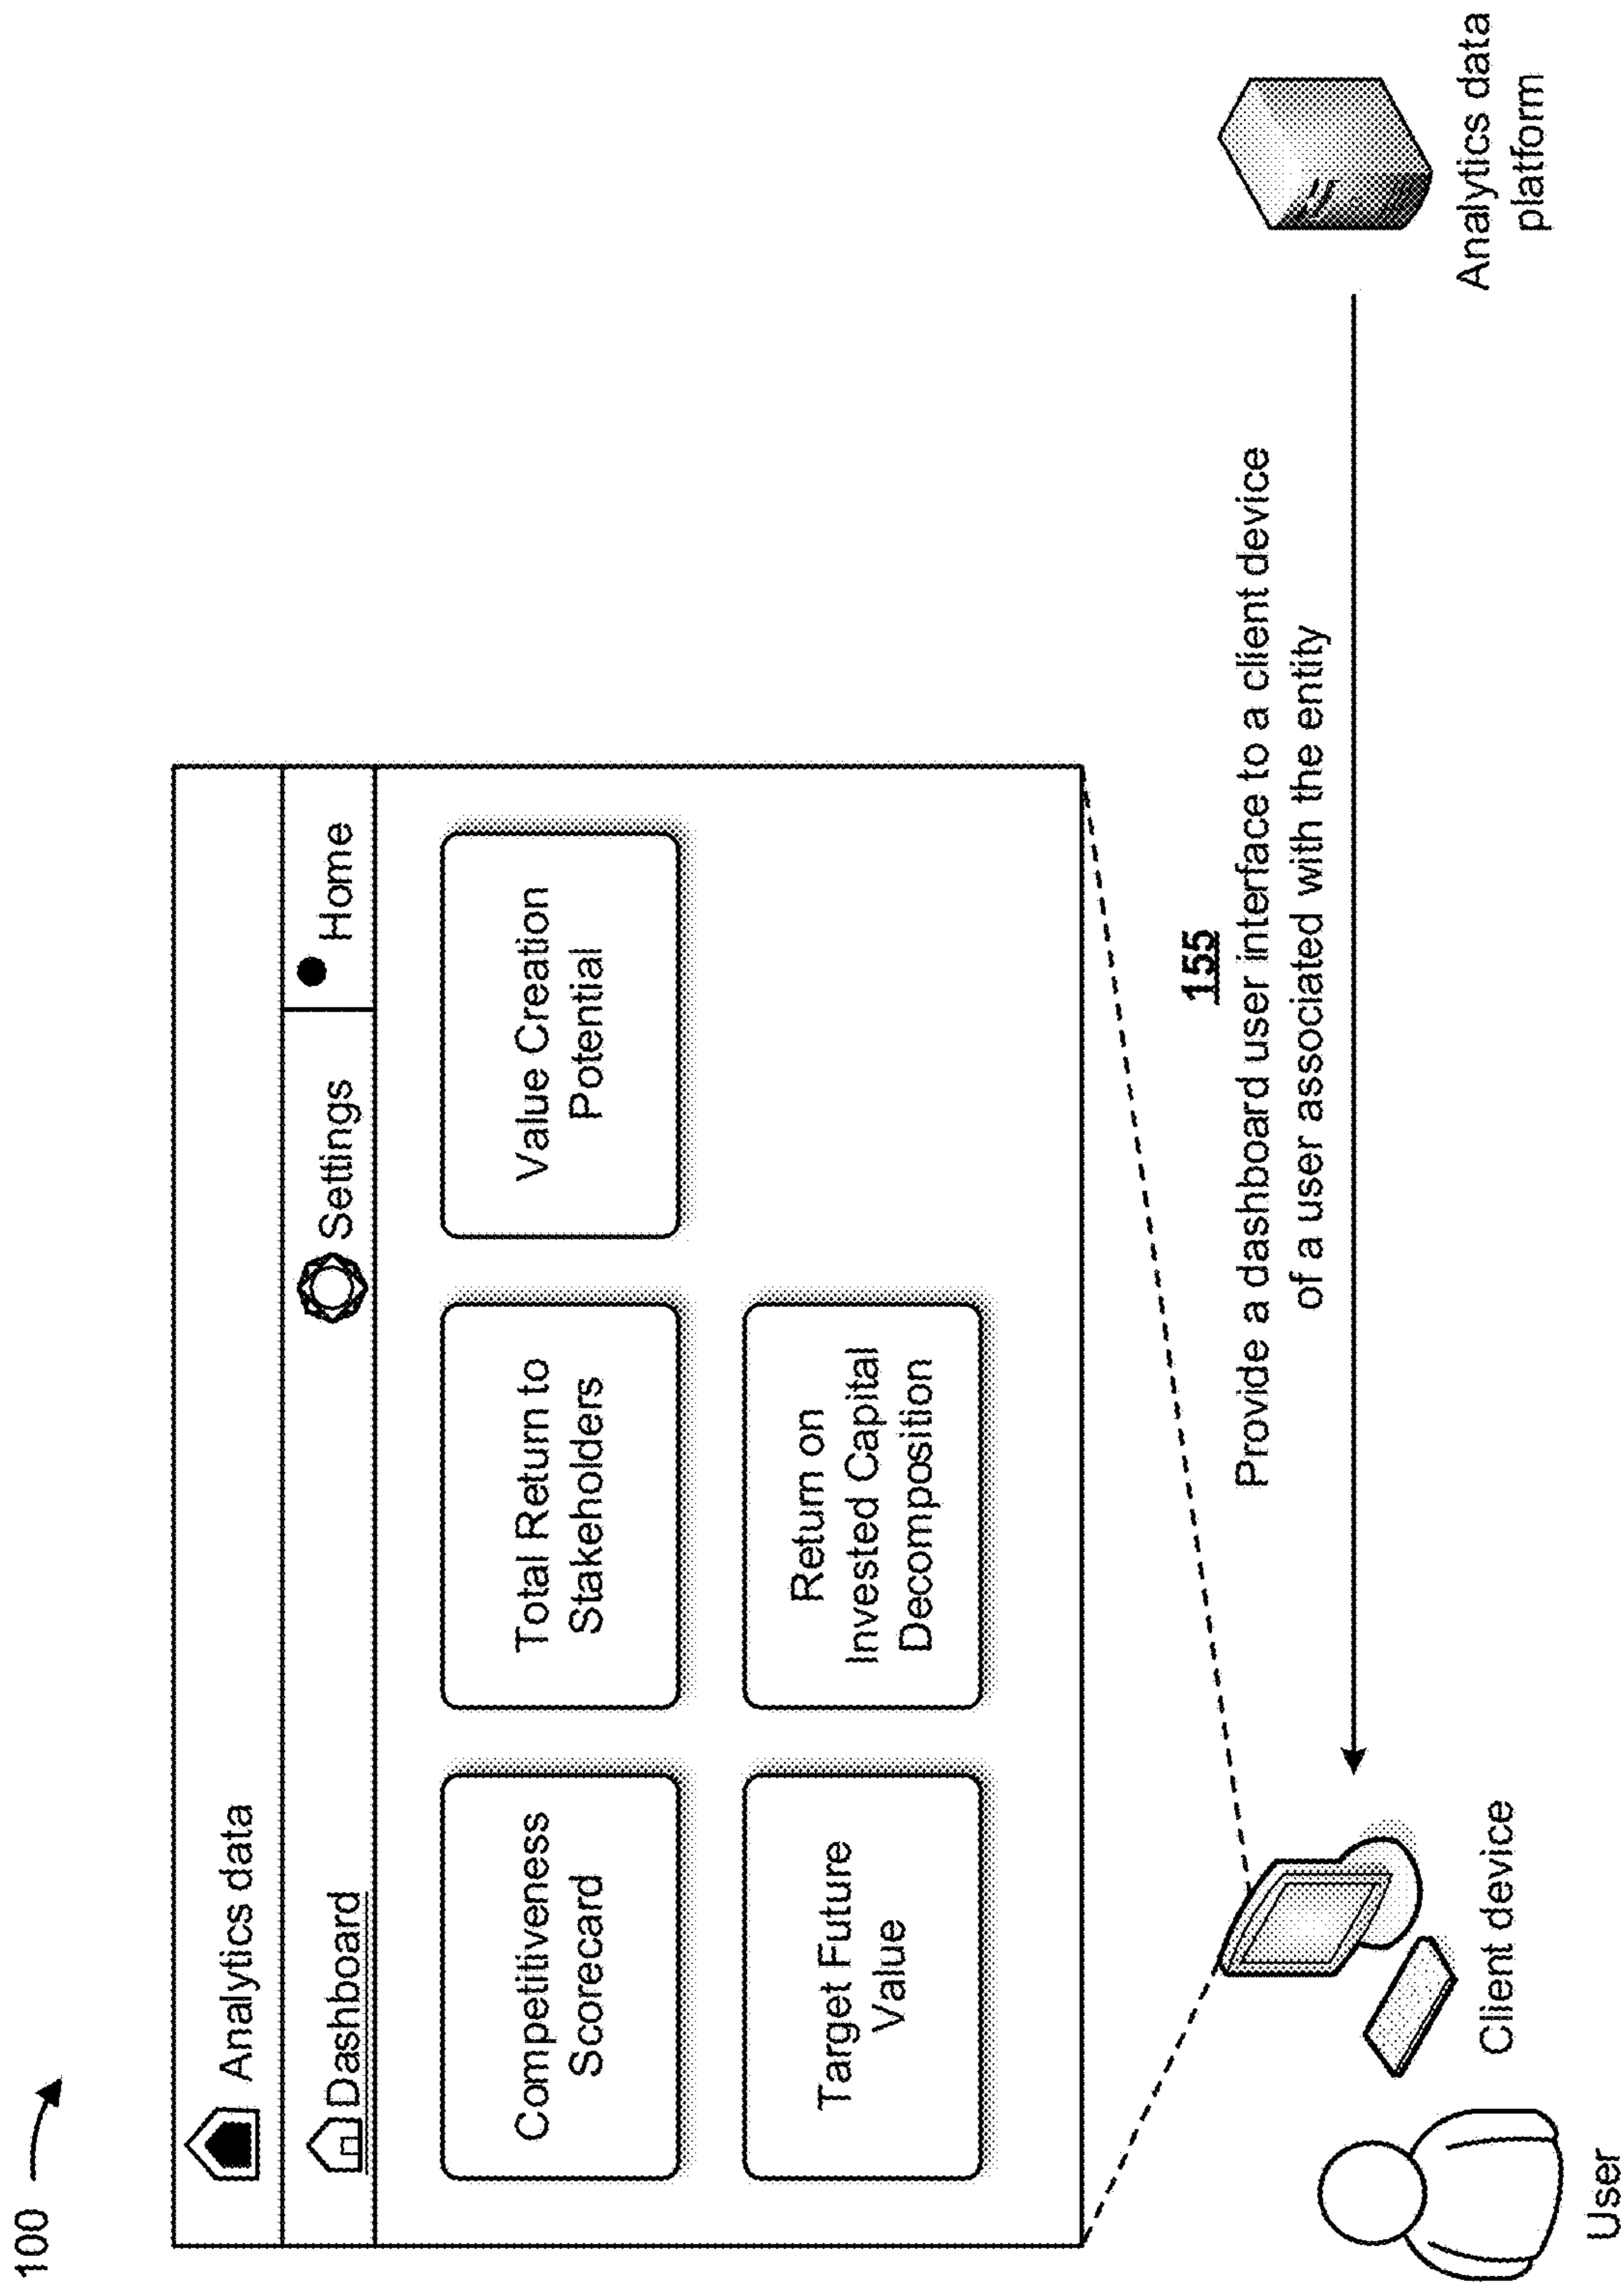 100
Analytics data
Dashboard
Settings
Home
Competitiveness
Scorecard
Total Return to
Stakeholders
Value Creation
Potential
Target Future
Value
Return on
Invested Capital
Decomposition
155
Provide a dashboard user interface to a client device
of a user associated with the entity
User
Client device
Analytics data
platform